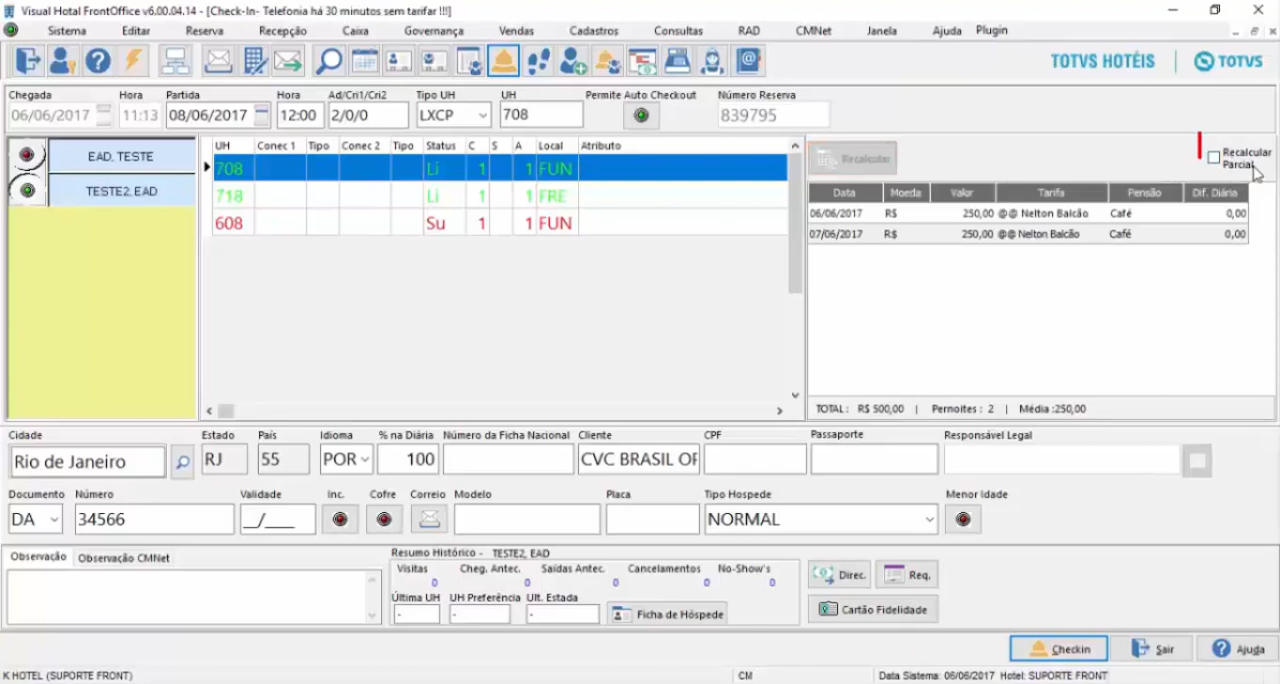 Visual Hotal FrontOffice v6.00.04.14 - [Check-In- Telefonia há 30 minutos sem tarifar !!!]
Sistema Editar Reserva Recepção Caixa Governança Vendas Cadastros Consultas RAD CMNet Janela Ajuda Plugin
TOTVS HOTÉIS | TOTVS
Chegada Hora Partida Hora Ad/Cri1/Cri2 Tipo UH UH Permite Auto Checkout Número Reserva
06/06/2017 11:13 08/06/2017 12:00 2/0/0 LXCP 708 839795
EAD, TESTE
TESTE2, EAD
UH Conec 1 Tipo Conec 2 Tipo Status C S A Local Atributo
708 Li 1 1 FUN
718 Li 1 1 FRE
608 Su 1 1 FUN
Recalcular
Recalcular
Parcial
Data Moeda Valor Tarifa Pensão Dif. Diária
06/06/2017 R$ 250,00 @@ Nelton Balcão Café 0,00
07/06/2017 R$ 250,00 @@ Nelton Balcão Café 0,00
TOTAL : R$ 500,00 | Pernoites : 2 | Média :250,00
Cidade Estado País Idioma % na Diária Número da Ficha Nacional Cliente CPF Passaporte Responsável Legal
Rio de Janeiro RJ 55 POR 100 CVC BRASIL OF
Documento Número Validade Inc. Cofre Correio Modelo Placa Tipo Hospede Menor Idade
DA 34566 _/___ NORMAL
Observação Observação CMNet
Resumo Histórico - TESTE2, EAD
Visitas Cheg. Antec. Saídas Antec. Cancelamentos No-Show's
0 0 0 0 0
Última UH UH Preferência Ult. Estada
- - -
Ficha de Hóspede
Direc. Req.
Cartão Fidelidade
Checkin Sair Ajuda
K HOTEL (SUPORTE FRONT) CM Data Sistema: 06/06/2017 Hotel: SUPORTE FRONT